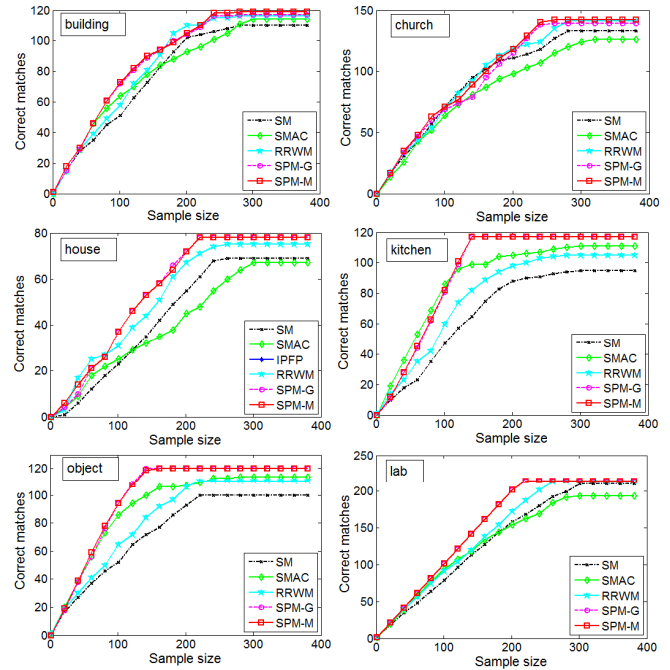 building
Correct matches
120
100
80
60
40
20
0
0 100 200 300 400
Sample size
SM
SMAC
RRWM
SPM-G
SPM-M
church
Correct matches
150
100
50
0
0 100 200 300 400
Sample size
SM
SMAC
RRWM
SPM-G
SPM-M
house
Correct matches
80
60
40
20
0
0 100 200 300 400
Sample size
SM
SMAC
IPFP
RRWM
SPM-G
SPM-M
kitchen
Correct matches
120
100
80
60
40
20
0
0 100 200 300 400
Sample size
SM
SMAC
RRWM
SPM-G
SPM-M
object
Correct matches
120
100
80
60
40
20
0
0 100 200 300 400
Sample size
SM
SMAC
RRWM
SPM-G
SPM-M
lab
Correct matches
250
200
150
100
50
0
0 100 200 300 400
Sample size
SM
SMAC
RRWM
SPM-G
SPM-M